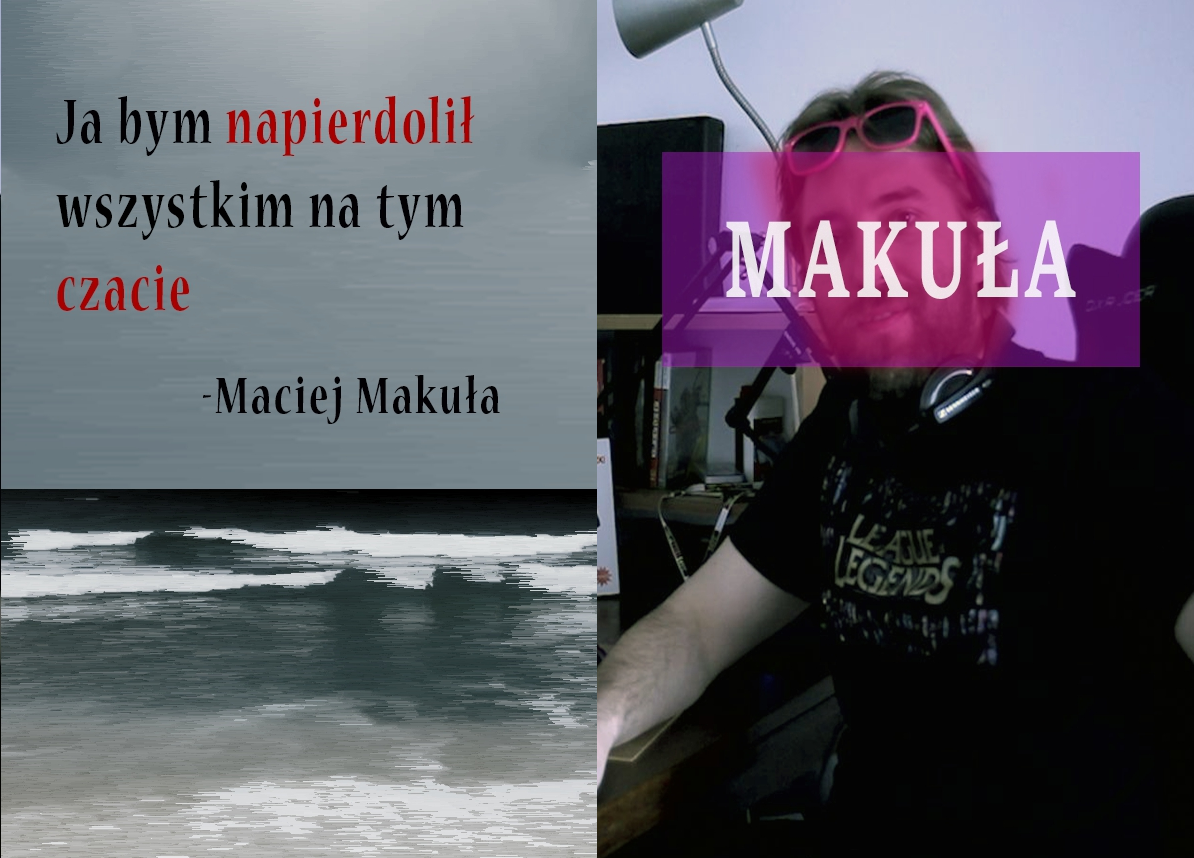 Ja bym napierdolił
wszystkim na tym
czacie
-Maciej Makuła
MAKUŁA
LEAGUE
LEGENDS